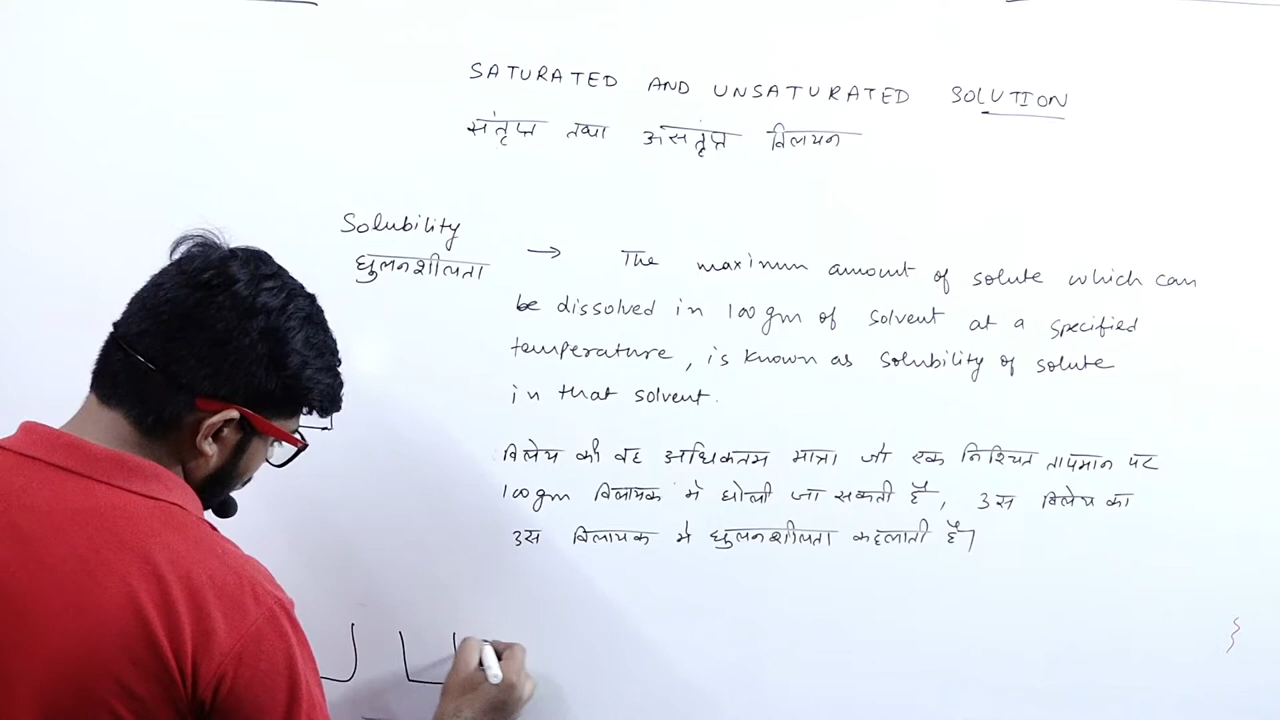 SATURATED AND UNSATURATED SOLUTION
संतृप्त तथा असंतृप्त विलयन
Solubility
घुलनशीलता
→ The maximum amount of solute which can
be dissolved in 100 gm of solvent at a specified
temperature, is known as solubility of solute
in that solvent.
विलेय की वह अधिकतम मात्रा जो एक निश्चित तापमान पर
100 gm विलायक मे घोली जा सकती है, उस विलेय का
उस विलायक मे घुलनशीलता कहलाती है।